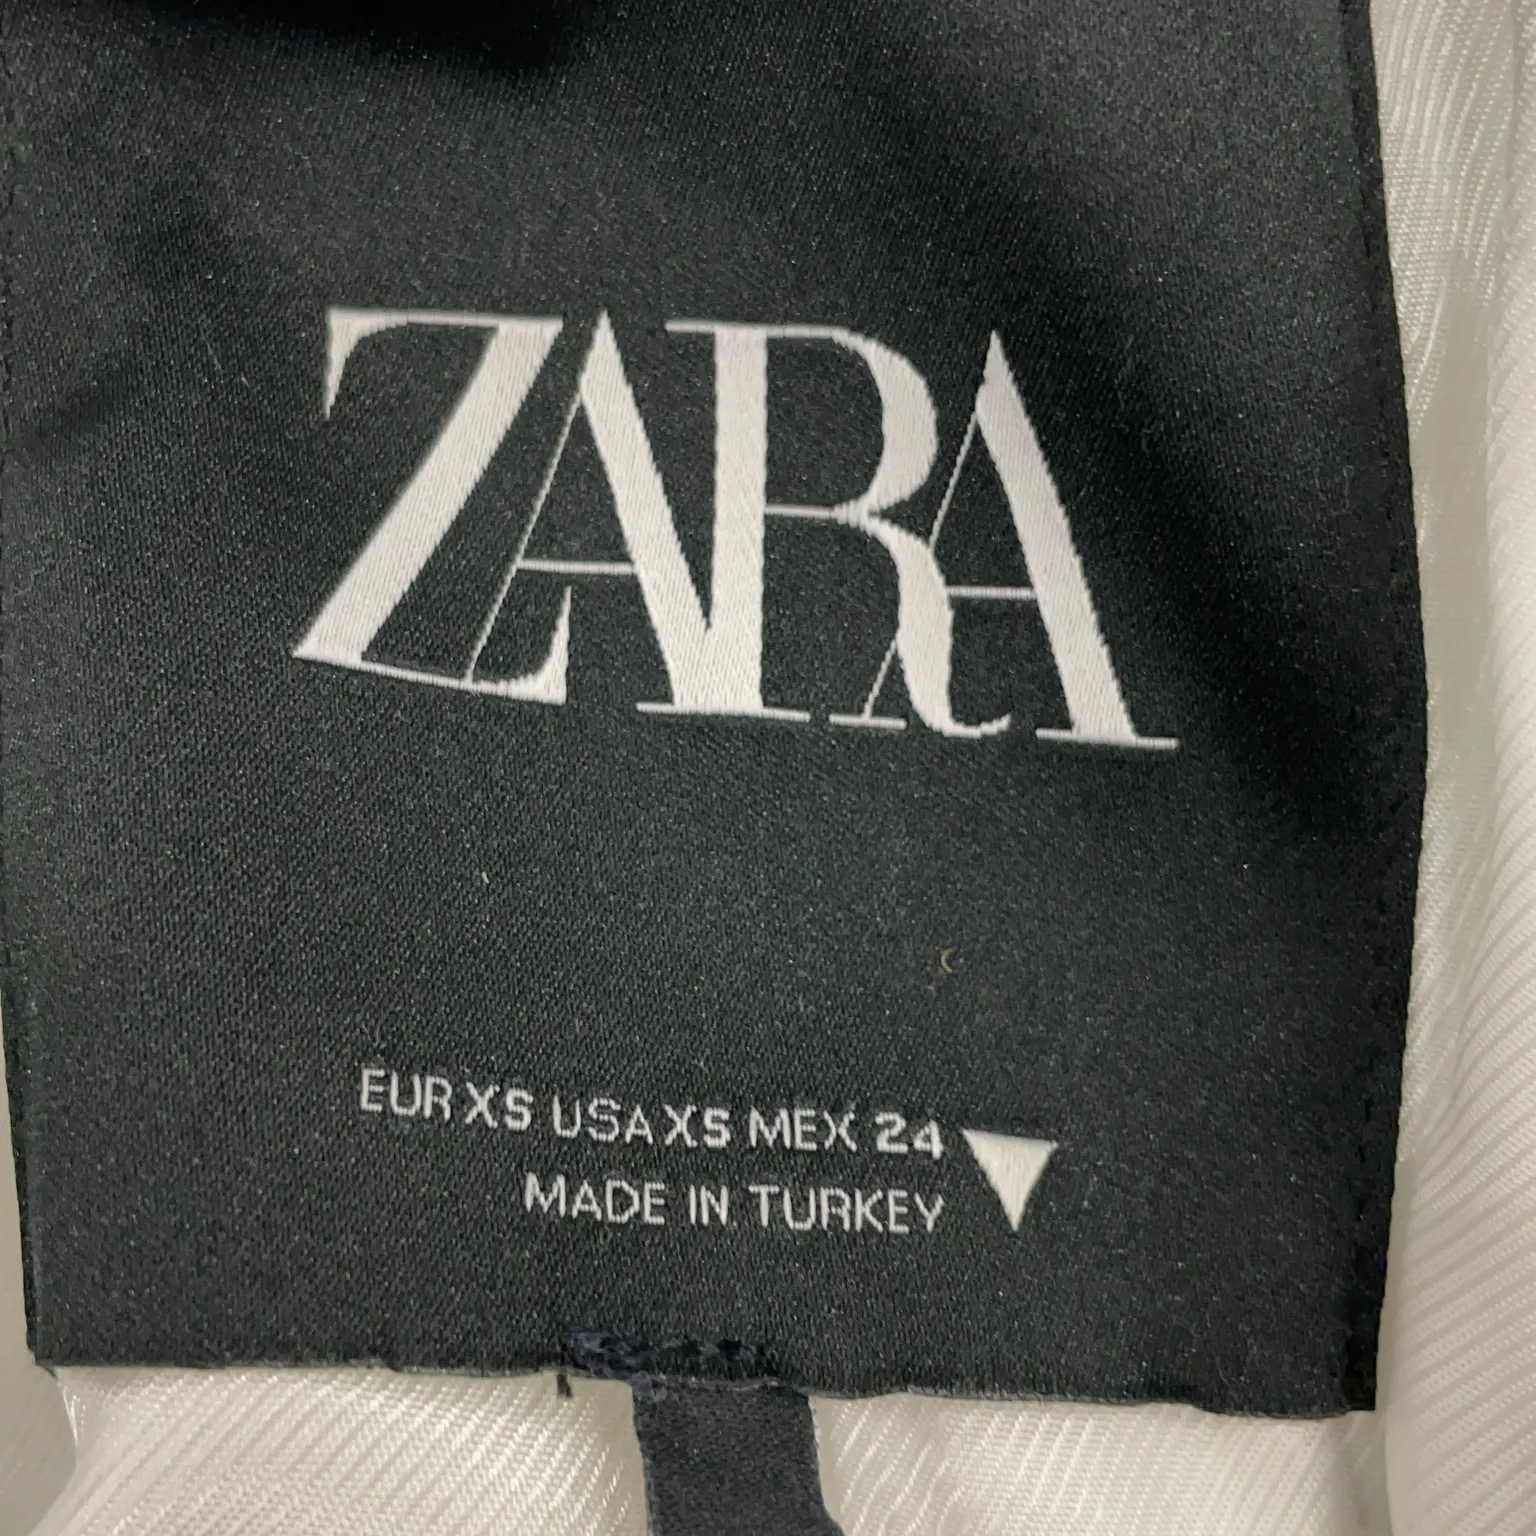 ZARA
EUR XS USA XS MEX 24
MADE IN TURKEY